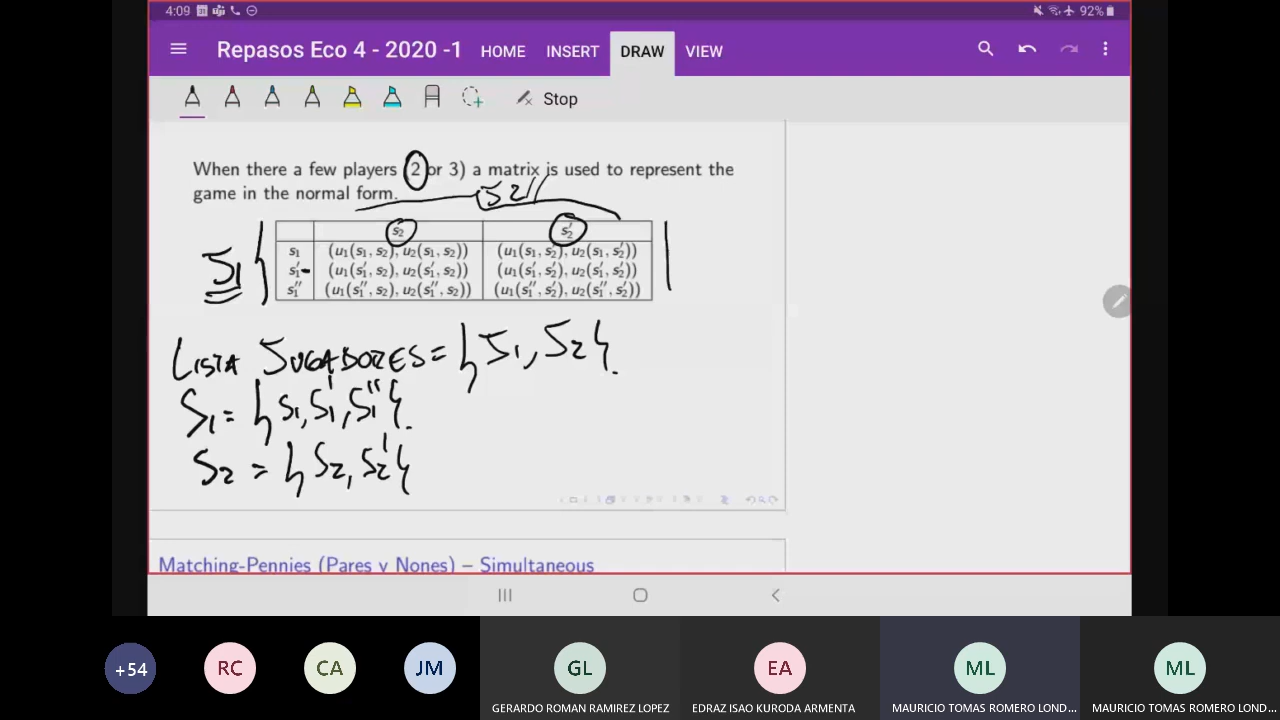 4:09 92%
Repasos Eco 4 - 2020 -1 HOME INSERT DRAW VIEW
Stop
When there a few players (2 or 3) a matrix is used to represent the
game in the normal form.
S2
s₂ s₂′
s₁ (u₁(s₁, s₂), u₂(s₁, s₂)) (u₁(s₁, s₂′), u₂(s₁, s₂′))
S1 s₁′ (u₁(s₁′, s₂), u₂(s₁′, s₂)) (u₁(s₁′, s₂′), u₂(s₁′, s₂′))
s₁′′ (u₁(s₁′′, s₂), u₂(s₁′′, s₂)) (u₁(s₁′′, s₂′), u₂(s₁′′, s₂′))
LISTA JUGADORES = { J1, J2 }.
S1 = { s1, s1′, s1′′ }.
S2 = { s2, s2′ }
Matching-Pennies (Pares y Nones) – Simultaneous
+54 RC CA JM GL EA ML ML
GERARDO ROMAN RAMIREZ LOPEZ EDRAZ ISAO KURODA ARMENTA MAURICIO TOMAS ROMERO LOND... MAURICIO TOMAS ROMERO LOND...